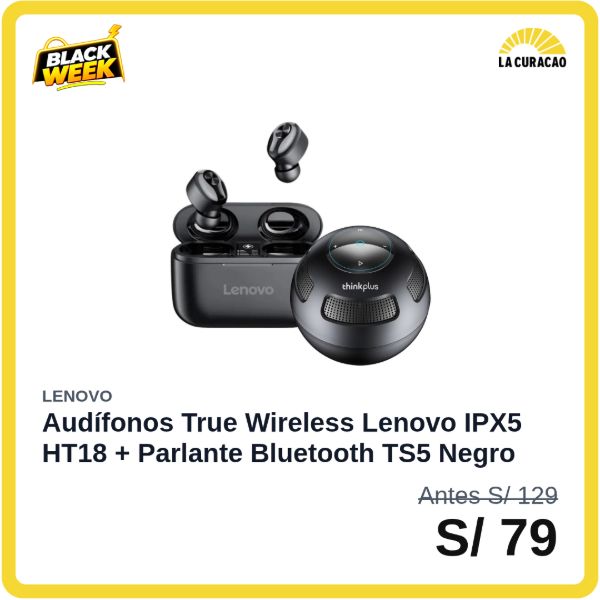 BLACK
WEEK
LA CURACAO
Lenovo
thinkplus
LENOVO
Audífonos True Wireless Lenovo IPX5
HT18 + Parlante Bluetooth TS5 Negro
Antes S/ 129
S/ 79